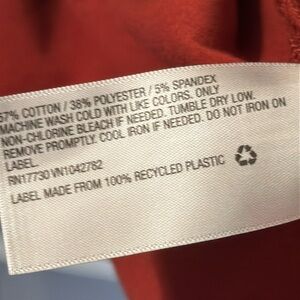 57% COTTON / 38% POLYESTER / 5% SPANDEX
MACHINE WASH COLD WITH LIKE COLORS. ONLY
NON-CHLORINE BLEACH IF NEEDED. TUMBLE DRY LOW.
REMOVE PROMPTLY. COOL IRON IF NEEDED. DO NOT IRON ON
LABEL.
RN17730 VN1042782
LABEL MADE FROM 100% RECYCLED PLASTIC